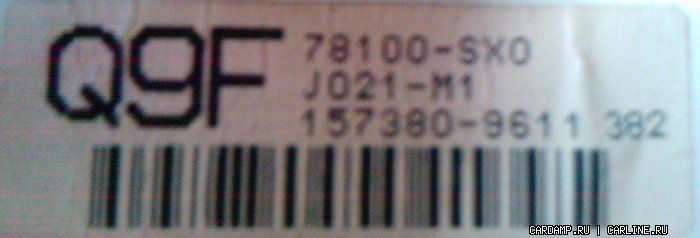 Q9F
78100-SX0
J021-M1
157380-9611 382
CARDAMP.RU | CARLINE.RU